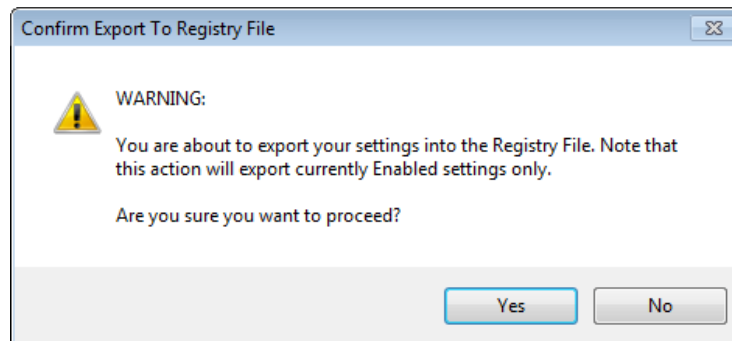 Confirm Export To Registry File
WARNING:
You are about to export your settings into the Registry File. Note that
this action will export currently Enabled settings only.
Are you sure you want to proceed?
Yes
No